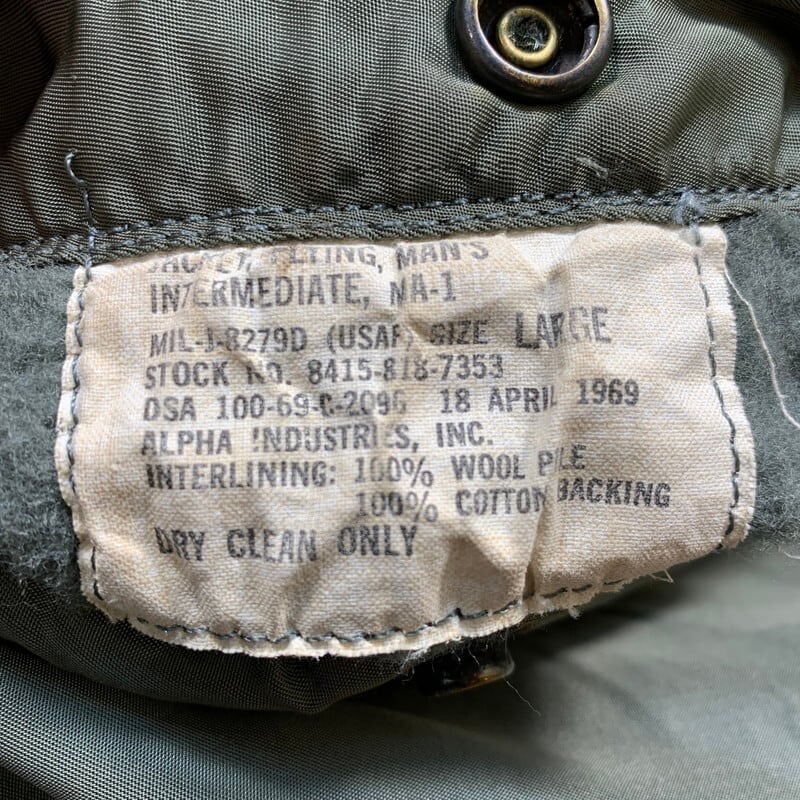 JACKET, FLYING, MAN'S
INTERMEDIATE, MA-1
MIL-J-8279D (USAF) SIZE LARGE
STOCK NO. 8415-818-7353
DSA 100-69-C-2096 18 APRIL 1969
ALPHA INDUSTRIES, INC.
INTERLINING: 100% WOOL PILE
100% COTTON BACKING
DRY CLEAN ONLY